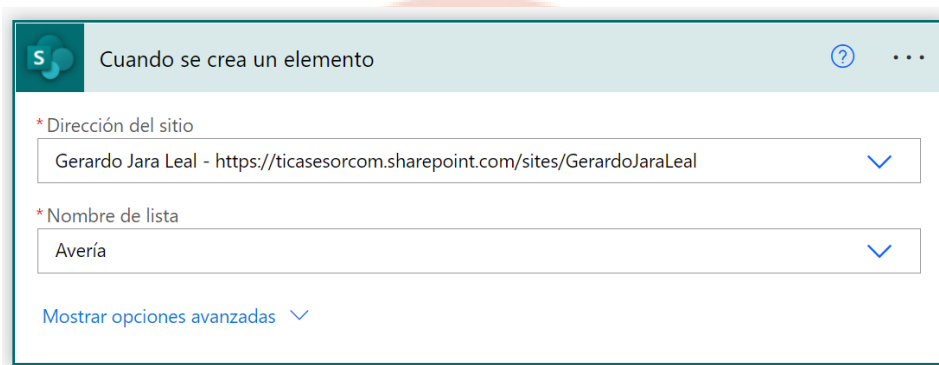 S
Cuando se crea un elemento
?
...
* Dirección del sitio
Gerardo Jara Leal - https://ticasesorcom.sharepoint.com/sites/GerardoJaraLeal
* Nombre de lista
Avería
Mostrar opciones avanzadas